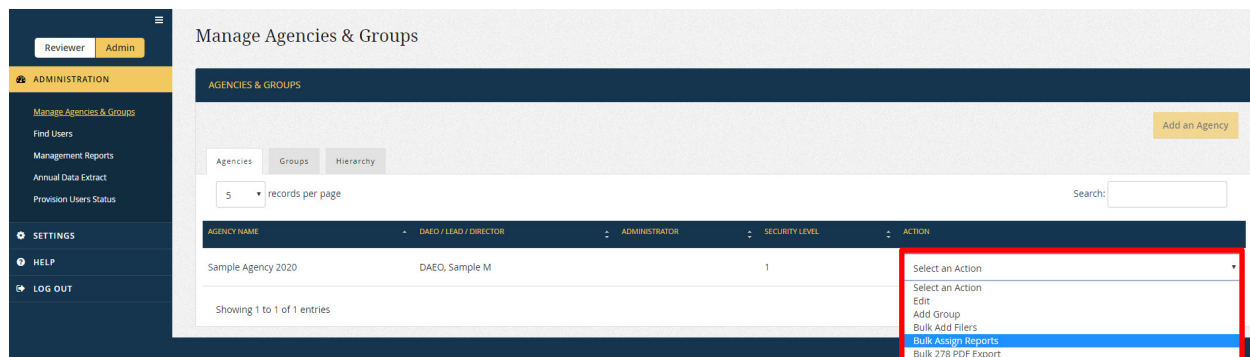 Reviewer Admin
ADMINISTRATION
Manage Agencies & Groups
Find Users
Management Reports
Annual Data Extract
Provision Users Status
SETTINGS
HELP
LOG OUT
Manage Agencies & Groups
AGENCIES & GROUPS
Add an Agency
Agencies Groups Hierarchy
5 records per page Search:
AGENCY NAME DAEO / LEAD / DIRECTOR ADMINISTRATOR SECURITY LEVEL ACTION
Sample Agency 2020 DAEO, Sample M 1 Select an Action
Select an Action
Edit
Add Group
Bulk Add Filers
Bulk Assign Reports
Bulk 278 PDF Export
Showing 1 to 1 of 1 entries